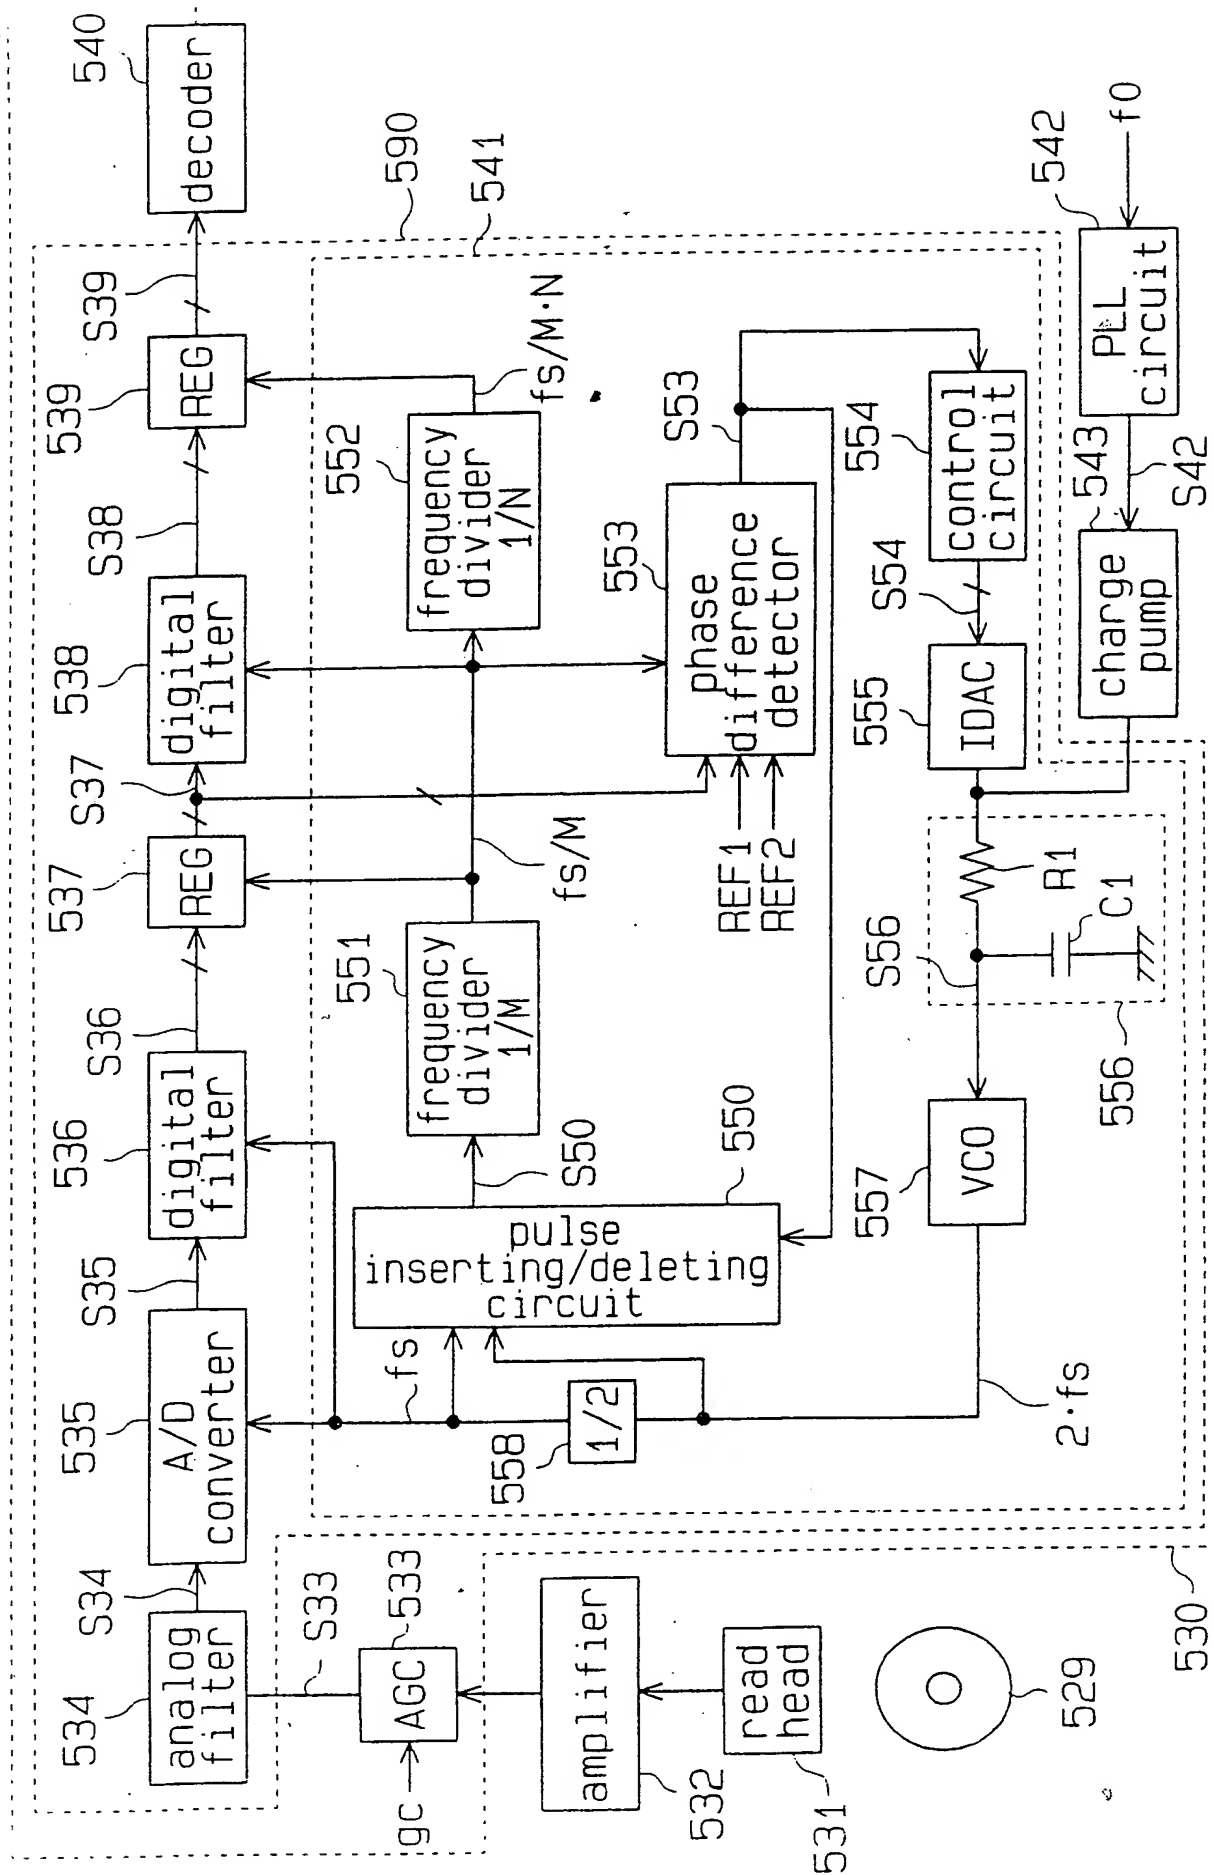 540
decoder
S39
539
REG
S38
538
digital
filter
S37
537
REG
S36
536
digital
filter
S35
535
A/D
converter
S34
534
analog
filter
590
541
fs/M·N
552
frequency
divider
1/N
fs/M
551
frequency
divider
1/M
S50
550
pulse
inserting/deleting
circuit
fs
558
1/2
S53
553
phase
difference
detector
REF1
REF2
554
control
circuit
S54
555
IDAC
R1
C1
S56
556
557
VCO
2·fs
f0
542
PLL
circuit
S42
543
charge
pump
S33
533
AGC
gc
amplifier
532
read
head
531
529
530